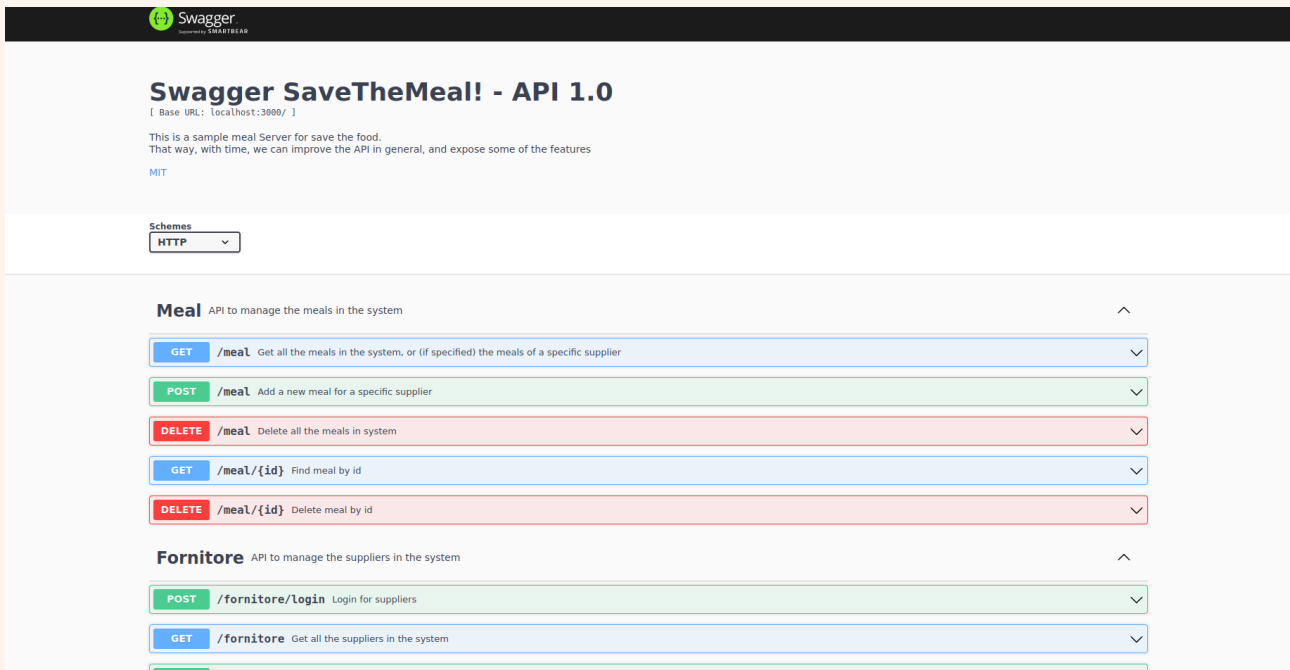 {...} Swagger.
Supported by SMARTBEAR
Swagger SaveTheMeal! - API 1.0
[ Base URL: localhost:3000/ ]
This is a sample meal Server for save the food.
That way, with time, we can improve the API in general, and expose some of the features
MIT
Schemes
HTTP
Meal API to manage the meals in the system
GET /meal Get all the meals in the system, or (if specified) the meals of a specific supplier
POST /meal Add a new meal for a specific supplier
DELETE /meal Delete all the meals in system
GET /meal/{id} Find meal by id
DELETE /meal/{id} Delete meal by id
Fornitore API to manage the suppliers in the system
POST /fornitore/login Login for suppliers
GET /fornitore Get all the suppliers in the system